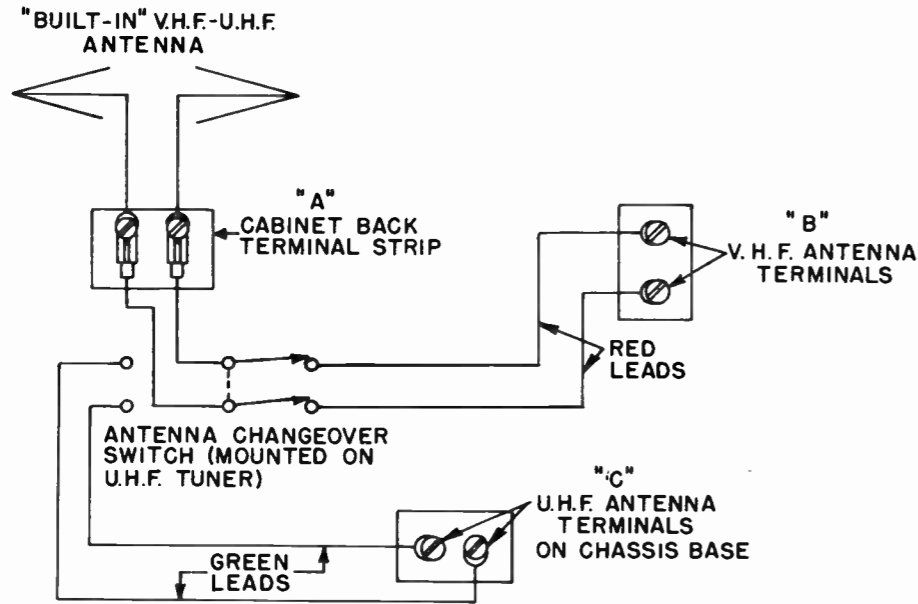 "BUILT-IN" V.H.F.-U.H.F.
ANTENNA
"A"
CABINET BACK
TERMINAL STRIP
"B"
V.H.F. ANTENNA
TERMINALS
RED
LEADS
ANTENNA CHANGEOVER
SWITCH (MOUNTED ON
U.H.F. TUNER)
"C"
U.H.F. ANTENNA
TERMINALS
ON CHASSIS BASE
GREEN
LEADS